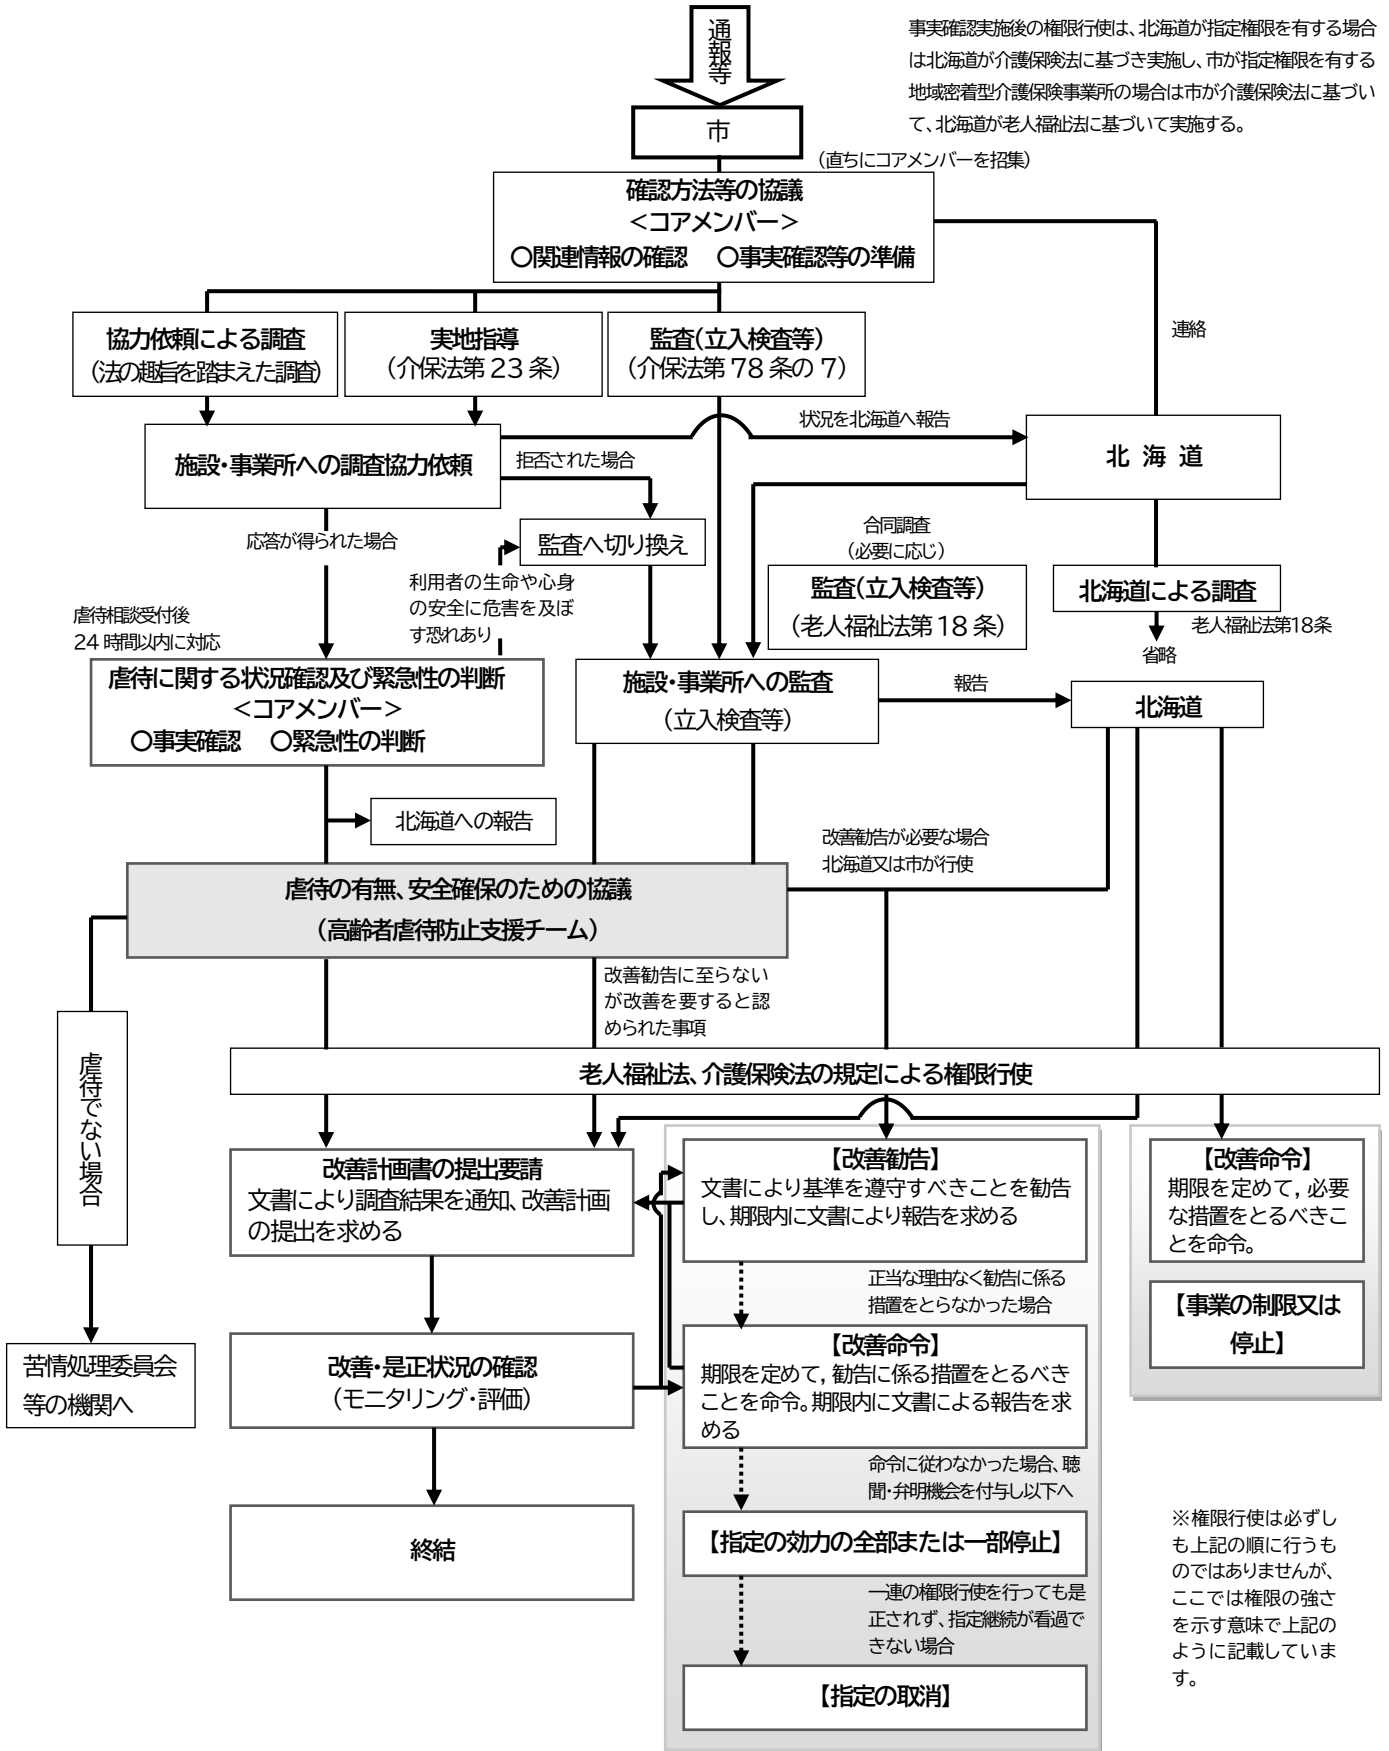 通報等
事実確認実施後の権限行使は、北海道が指定権限を有する場合
は北海道が介護保険法に基づき実施し、市が指定権限を有する
地域密着型介護保険事業所の場合は市が介護保険法に基づい
て、北海道が老人福祉法に基づいて実施する。
市
（直ちにコアメンバーを招集）
確認方法等の協議
＜コアメンバー＞
〇関連情報の確認　〇事実確認等の準備
協力依頼による調査
（法の趣旨を踏まえた調査）
実地指導
（介保法第 23 条）
監査（立入検査等）
（介保法第 78 条の 7）
連絡
状況を北海道へ報告
施設・事業所への調査協力依頼
拒否された場合
北 海 道
応答が得られた場合
監査へ切り換え
合同調査
（必要に応じ）
利用者の生命や心身
の安全に危害を及ぼ
す恐れあり
監査（立入検査等）
（老人福祉法第 18 条）
北海道による調査
老人福祉法第18条
省略
虐待相談受付後
24 時間以内に対応
虐待に関する状況確認及び緊急性の判断
＜コアメンバー＞
〇事実確認　〇緊急性の判断
施設・事業所への監査
（立入検査等）
報告
北海道
北海道への報告
改善勧告が必要な場合
北海道又は市が行使
虐待の有無、安全確保のための協議
（高齢者虐待防止支援チーム）
改善勧告に至らない
が改善を要すると認
められた事項
虐待でない場合
老人福祉法、介護保険法の規定による権限行使
改善計画書の提出要請
文書により調査結果を通知、改善計画
の提出を求める
【改善勧告】
文書により基準を遵守すべきことを勧告
し、期限内に文書により報告を求める
【改善命令】
期限を定めて，必要
な措置をとるべきこ
とを命令。
正当な理由なく勧告に係る
措置をとらなかった場合
【事業の制限又は
停止】
苦情処理委員会
等の機関へ
改善・是正状況の確認
（モニタリング・評価）
【改善命令】
期限を定めて，勧告に係る措置をとるべき
ことを命令。期限内に文書による報告を求
める
命令に従わなかった場合、聴
聞・弁明機会を付与し以下へ
終結
【指定の効力の全部または一部停止】
一連の権限行使を行っても是
正されず、指定継続が看過で
きない場合
【指定の取消】
※権限行使は必ずし
も上記の順に行うも
のではありませんが、
ここでは権限の強さ
を示す意味で上記の
ように記載していま
す。